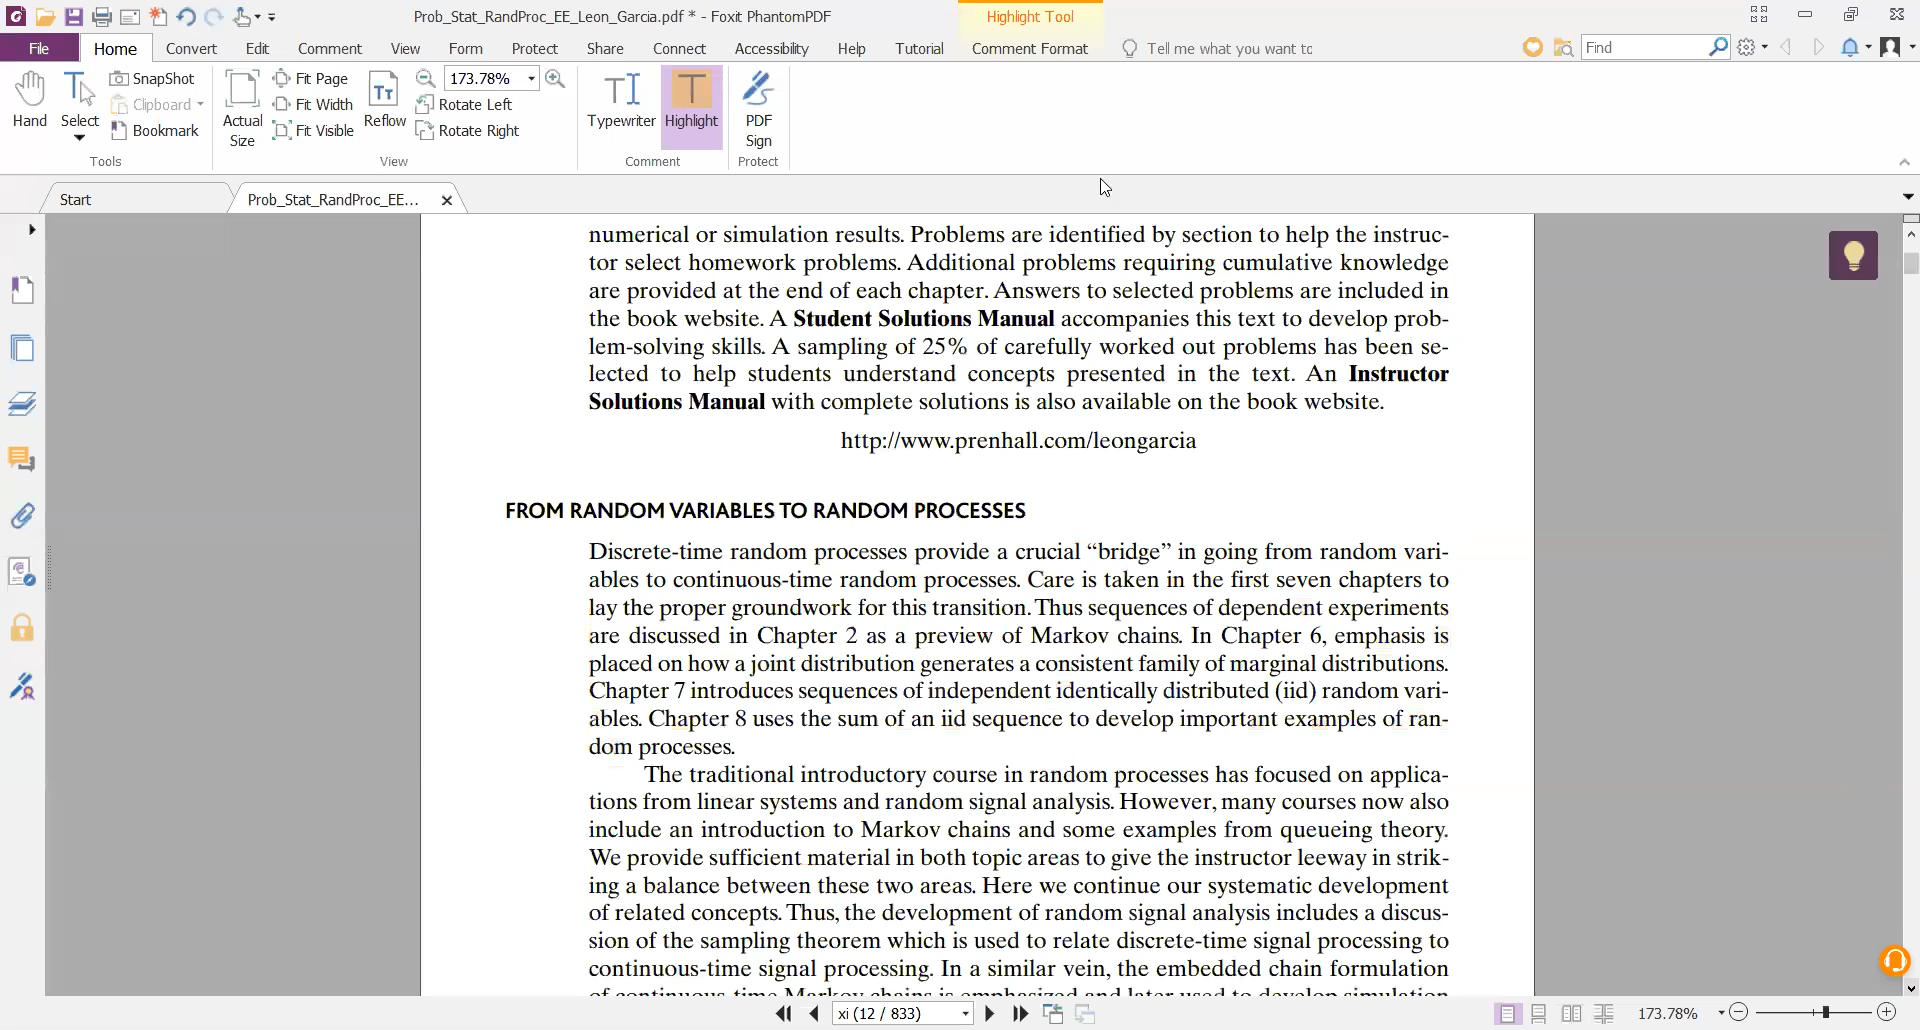 Prob_Stat_RandProc_EE_Leon_Garcia.pdf * - Foxit PhantomPDF
Highlight Tool
File Home Convert Edit Comment View Form Protect Share Connect Accessibility Help Tutorial Comment Format Tell me what you want to Find
Hand
Select
SnapShot
Clipboard
Bookmark
Tools
Actual
Size
Fit Page
Fit Width
Fit Visible
Reflow
173.78%
Rotate Left
Rotate Right
View
Typewriter
Highlight
Comment
PDF
Sign
Protect
Start
Prob_Stat_RandProc_EE...
numerical or simulation results. Problems are identified by section to help the instruc-
tor select homework problems. Additional problems requiring cumulative knowledge
are provided at the end of each chapter. Answers to selected problems are included in
the book website. A Student Solutions Manual accompanies this text to develop prob-
lem-solving skills. A sampling of 25% of carefully worked out problems has been se-
lected to help students understand concepts presented in the text. An Instructor
Solutions Manual with complete solutions is also available on the book website.
http://www.prenhall.com/leongarcia
FROM RANDOM VARIABLES TO RANDOM PROCESSES
Discrete-time random processes provide a crucial “bridge” in going from random vari-
ables to continuous-time random processes. Care is taken in the first seven chapters to
lay the proper groundwork for this transition. Thus sequences of dependent experiments
are discussed in Chapter 2 as a preview of Markov chains. In Chapter 6, emphasis is
placed on how a joint distribution generates a consistent family of marginal distributions.
Chapter 7 introduces sequences of independent identically distributed (iid) random vari-
ables. Chapter 8 uses the sum of an iid sequence to develop important examples of ran-
dom processes.
The traditional introductory course in random processes has focused on applica-
tions from linear systems and random signal analysis. However, many courses now also
include an introduction to Markov chains and some examples from queueing theory.
We provide sufficient material in both topic areas to give the instructor leeway in strik-
ing a balance between these two areas. Here we continue our systematic development
of related concepts. Thus, the development of random signal analysis includes a discus-
sion of the sampling theorem which is used to relate discrete-time signal processing to
continuous-time signal processing. In a similar vein, the embedded chain formulation
of continuous-time Markov chains is emphasized and later used to develop simulation
xi (12 / 833)
173.78%